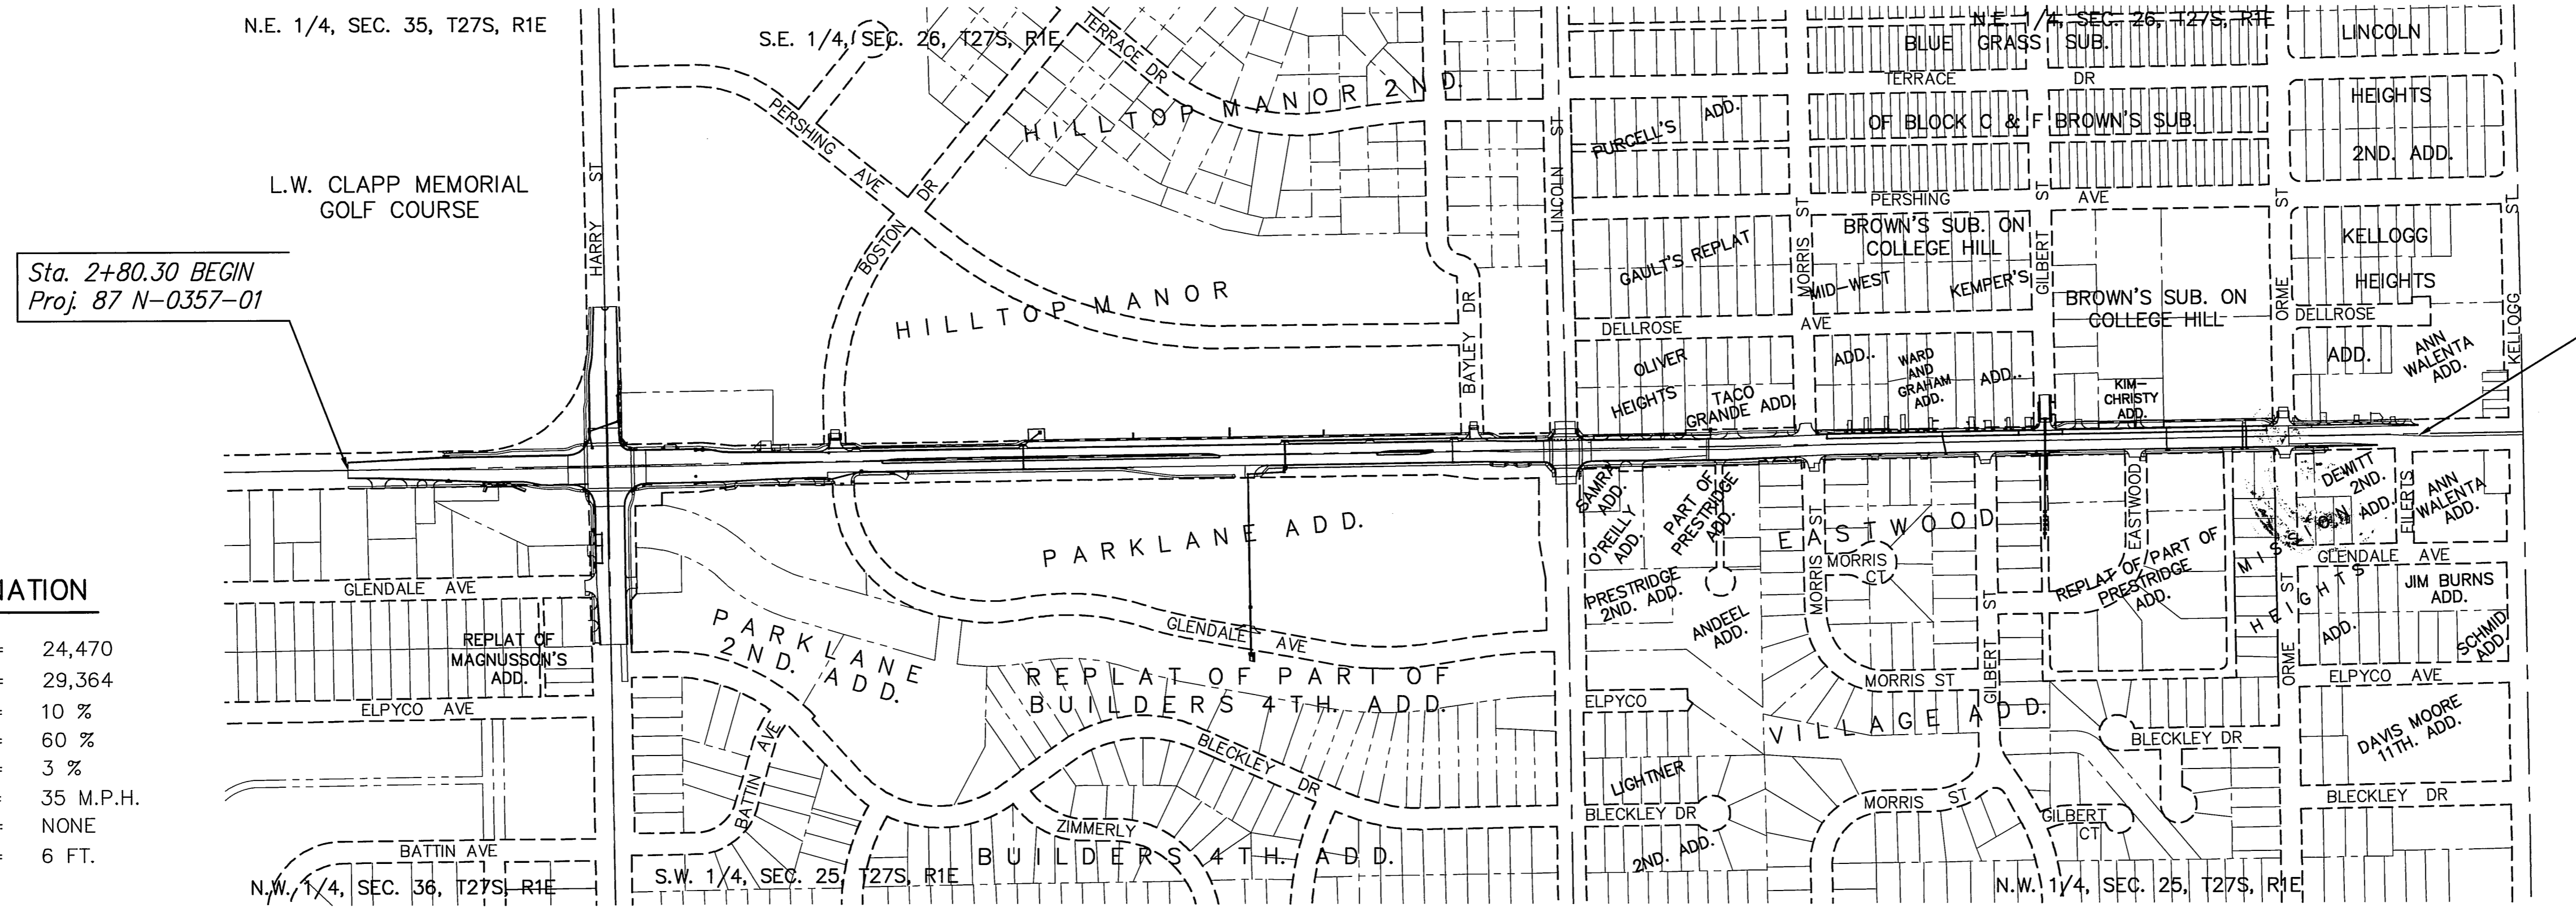 N.E. 1/4, SEC. 35, T27S, R1E
S.E. 1/4, SEC. 26, T27S, R1E
N.E. 1/4, SEC. 26, T27S, R1E
L.W. CLAPP MEMORIAL
GOLF COURSE
Sta. 2+80.30 BEGIN
Proj. 87 N-0357-01
HARRY ST
PERSHING AVE
BOSTON DR
TERRACE DR
HILLTOP MANOR 2ND.
HILLTOP MANOR
BAYLEY DR
LINCOLN ST
PURCELL'S ADD.
BLUE GRASS SUB.
TERRACE DR
OF BLOCK C & F BROWN'S SUB.
PERSHING AVE
LINCOLN
HEIGHTS
2ND. ADD.
GAULT'S REPLAT
MORRIS ST
BROWN'S SUB. ON
COLLEGE HILL
MID-WEST
KEMPER'S
GILBERT ST
BROWN'S SUB. ON
COLLEGE HILL
ORME ST
KELLOGG
HEIGHTS
KELLOGG ST
DELLROSE AVE
DELLROSE
OLIVER
HEIGHTS
TACO
GRANDE ADD.
ADD..
WARD
AND
GRAHAM
ADD.
ADD..
KIM-
CHRISTY
ADD.
ADD.
ANN
WALENTA
ADD.
SAMRA
ADD.
O'REILLY
ADD.
PART OF
PRESTRIDGE
ADD.
EASTWOOD
MORRIS ST
MORRIS
CT
EASTWOOD
DEWITT
2ND.
ADD.
EILERTS
ANN
WALENTA
ADD.
PARKLANE ADD.
GLENDALE AVE
GLENDALE AVE
GLENDALE AVE
PRESTRIDGE
2ND. ADD.
ANDEEL
ADD.
REPLAT OF PART OF
PRESTRIDGE
ADD.
MISSION
HEIGHTS
ADD.
JIM BURNS
ADD.
SCHMID
ADD.
MATION
= 24,470
= 29,364
= 10 %
= 60 %
= 3 %
= 35 M.P.H.
= NONE
= 6 FT.
REPLAT OF
MAGNUSSON'S
ADD.
PARKLANE
2ND. ADD.
REPLAT OF PART OF
BUILDERS 4TH. ADD.
ELPYCO AVE
ELPYCO
MORRIS ST
GILBERT ST
ORME ST
ELPYCO AVE
VILLAGE ADD.
BLECKLEY DR
BLECKLEY DR
DAVIS MOORE
11TH. ADD.
BATTIN AVE
LIGHTNER
BLECKLEY DR
2ND. ADD.
MORRIS ST
GILBERT
CT
BLECKLEY DR
ZIMMERLY
BATTIN AVE
BUILDERS 4TH. ADD.
N.W. 1/4, SEC. 36, T27S, R1E
S.W. 1/4, SEC. 25, T27S, R1E
N.W. 1/4, SEC. 25, T27S, R1E